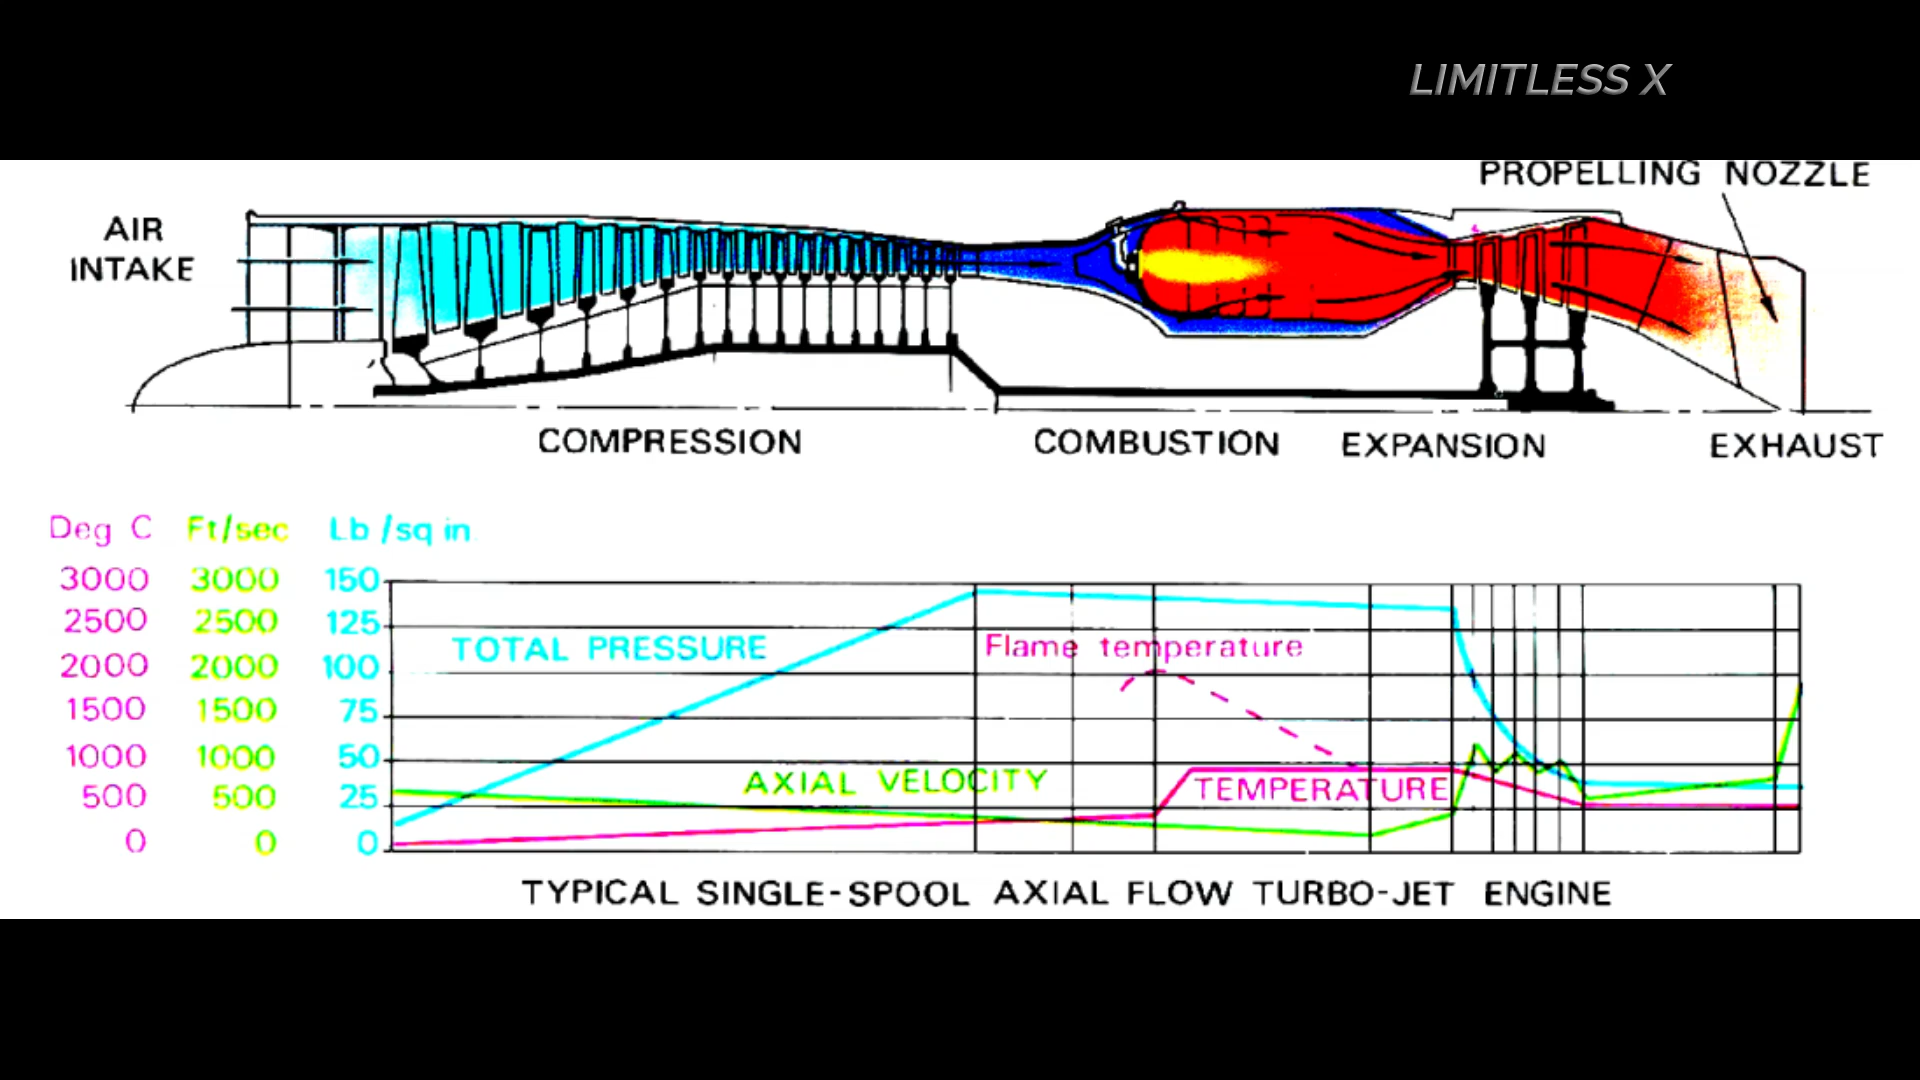 LIMITLESS X
PROPELLING NOZZLE
AIR
INTAKE
COMPRESSION
COMBUSTION
EXPANSION
EXHAUST
Deg C Ft/sec Lb/sq in
3000 3000 150
2500 2500 125
2000 2000 100
1500 1500 75
1000 1000 50
500 500 25
0 0 0
TOTAL PRESSURE
Flame temperature
AXIAL VELOCITY
TEMPERATURE
TYPICAL SINGLE-SPOOL AXIAL FLOW TURBO-JET ENGINE